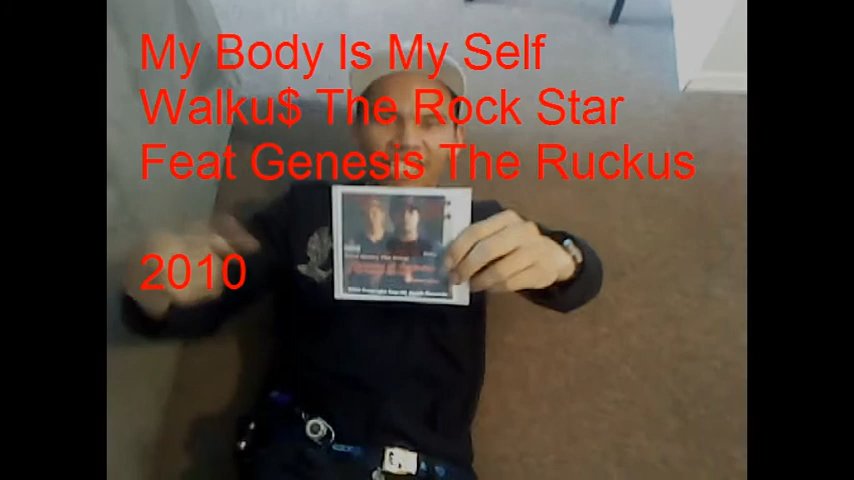 My Body Is My Self
Walku$ The Rock Star
Feat Genesis The Ruckus
2010